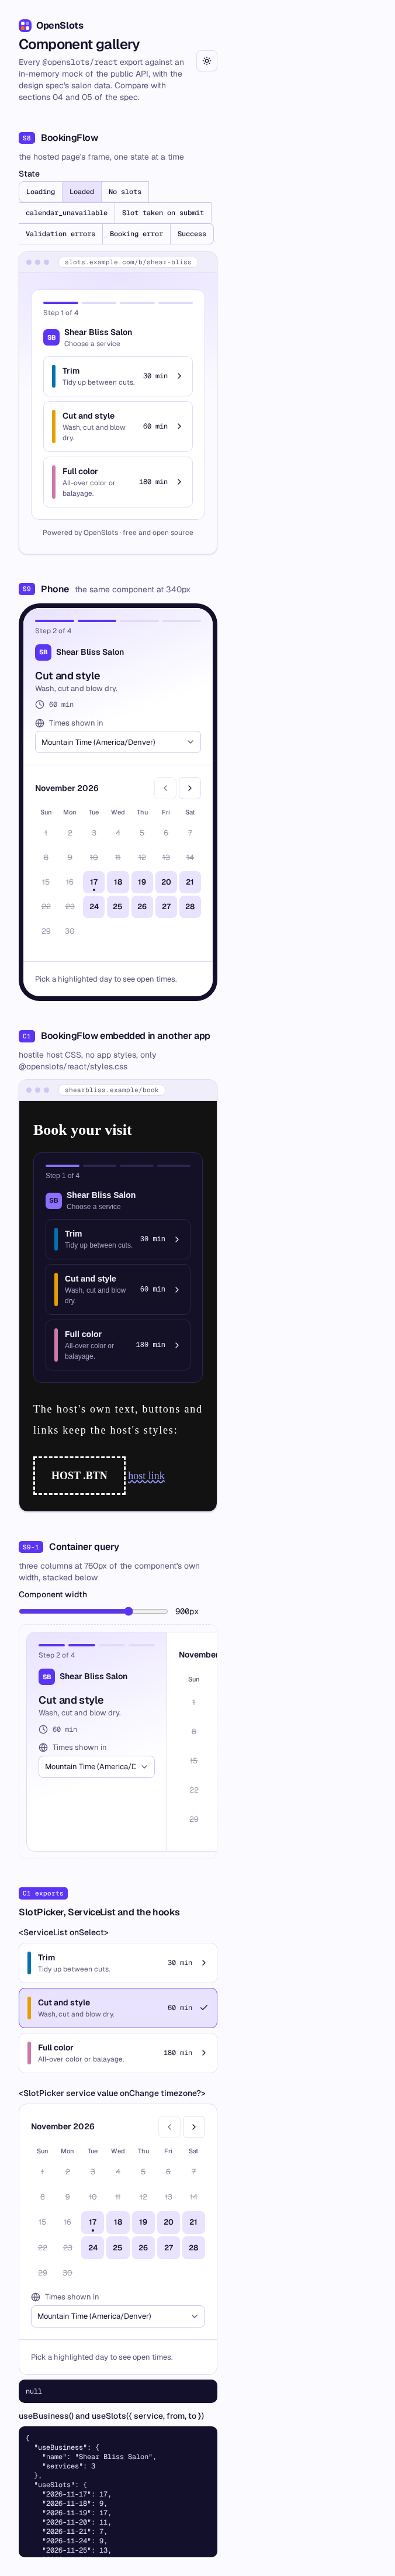 OpenSlots
Component gallery
Every @openslots/react export against an
in-memory mock of the public API, with the
design spec's salon data. Compare with
sections 04 and 05 of the spec.
S8 BookingFlow
the hosted page's frame, one state at a time
State
Loading Loaded No slots
calendar_unavailable Slot taken on submit
Validation errors Booking error Success
slots.example.com/b/shear-bliss
Step 1 of 4
SB Shear Bliss Salon
Choose a service
Trim
Tidy up between cuts.
30 min
Cut and style
Wash, cut and blow
dry.
60 min
Full color
All-over color or
balayage.
180 min
Powered by OpenSlots · free and open source
S9 Phone the same component at 340px
Step 2 of 4
SB Shear Bliss Salon
Cut and style
Wash, cut and blow dry.
60 min
Times shown in
Mountain Time (America/Denver)
November 2026
Sun Mon Tue Wed Thu Fri Sat
1 2 3 4 5 6 7
8 9 10 11 12 13 14
15 16 17 18 19 20 21
22 23 24 25 26 27 28
29 30
Pick a highlighted day to see open times.
C1 BookingFlow embedded in another app
hostile host CSS, no app styles, only
@openslots/react/styles.css
shearbliss.example/book
Book your visit
Step 1 of 4
SB Shear Bliss Salon
Choose a service
Trim
Tidy up between cuts.
30 min
Cut and style
Wash, cut and blow
dry.
60 min
Full color
All-over color or
balayage.
180 min
The host's own text, buttons and
links keep the host's styles:
HOST .BTN host link
S9-i Container query
three columns at 760px of the component's own
width, stacked below
Component width
900px
Step 2 of 4
SB Shear Bliss Salon
Cut and style
Wash, cut and blow dry.
60 min
Times shown in
Mountain Time (America/D
November
Sun
1
8
15
22
29
C1 exports
SlotPicker, ServiceList and the hooks
<ServiceList onSelect>
Trim
Tidy up between cuts.
30 min
Cut and style
Wash, cut and blow dry.
60 min
Full color
All-over color or balayage.
180 min
<SlotPicker service value onChange timezone?>
November 2026
Sun Mon Tue Wed Thu Fri Sat
1 2 3 4 5 6 7
8 9 10 11 12 13 14
15 16 17 18 19 20 21
22 23 24 25 26 27 28
29 30
Times shown in
Mountain Time (America/Denver)
Pick a highlighted day to see open times.
null
useBusiness() and useSlots({ service, from, to })
{
"useBusiness": {
"name": "Shear Bliss Salon",
"services": 3
},
"useSlots": {
"2026-11-17": 17,
"2026-11-18": 9,
"2026-11-19": 17,
"2026-11-20": 11,
"2026-11-21": 7,
"2026-11-24": 9,
"2026-11-25": 13,